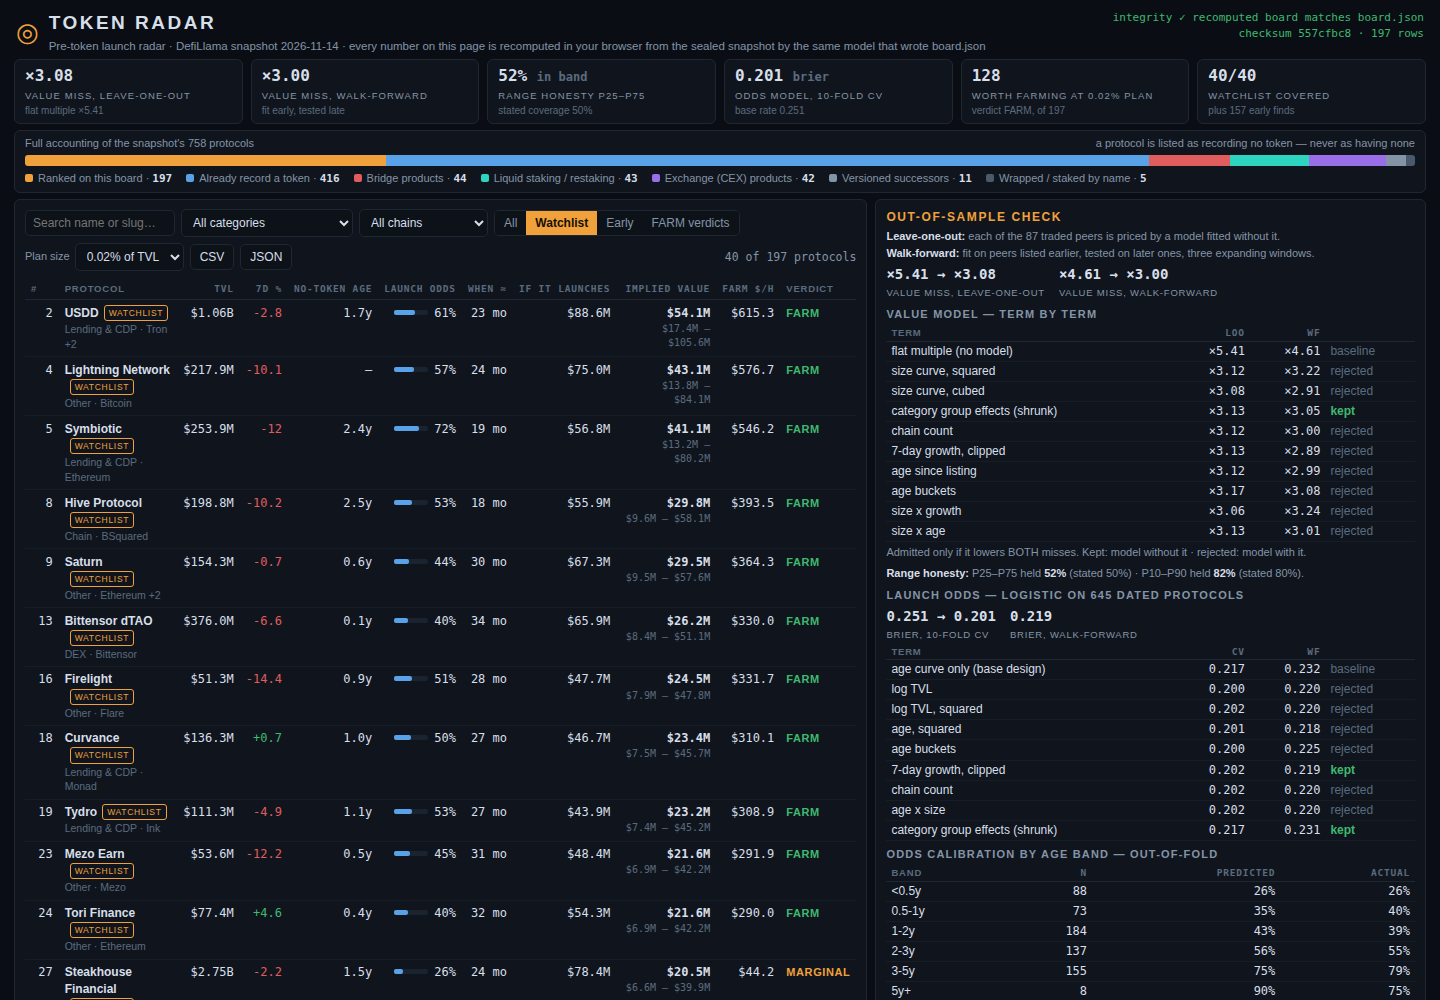 TOKEN RADAR
Pre-token launch radar · DefiLlama snapshot 2026-11-14 · every number on this page is recomputed in your browser from the sealed snapshot by the same model that wrote board.json
integrity ✓ recomputed board matches board.json
checksum 557cfbc8 · 197 rows
×3.08
VALUE MISS, LEAVE-ONE-OUT
flat multiple ×5.41
×3.00
VALUE MISS, WALK-FORWARD
fit early, tested late
52% in band
RANGE HONESTY P25–P75
stated coverage 50%
0.201 brier
ODDS MODEL, 10-FOLD CV
base rate 0.251
128
WORTH FARMING AT 0.02% PLAN
verdict FARM, of 197
40/40
WATCHLIST COVERED
plus 157 early finds
Full accounting of the snapshot's 758 protocols
a protocol is listed as recording no token — never as having none
Ranked on this board · 197
Already record a token · 416
Bridge products · 44
Liquid staking / restaking · 43
Exchange (CEX) products · 42
Versioned successors · 11
Wrapped / staked by name · 5
Search name or slug…
All categories
All chains
All Watchlist Early FARM verdicts
Plan size 0.02% of TVL CSV JSON
40 of 197 protocols
# PROTOCOL TVL 7D % NO-TOKEN AGE LAUNCH ODDS WHEN ≈ IF IT LAUNCHES IMPLIED VALUE FARM $/H VERDICT
2 USDD WATCHLIST $1.06B -2.8 1.7y 61% 23 mo $88.6M $54.1M $615.3 FARM
Lending & CDP · Tron +2 $17.4M – $105.6M
4 Lightning Network WATCHLIST $217.9M -10.1 – 57% 24 mo $75.0M $43.1M $576.7 FARM
Other · Bitcoin $13.8M – $84.1M
5 Symbiotic WATCHLIST $253.9M -12 2.4y 72% 19 mo $56.8M $41.1M $546.2 FARM
Lending & CDP · Ethereum $13.2M – $80.2M
8 Hive Protocol WATCHLIST $198.8M -10.2 2.5y 53% 18 mo $55.9M $29.8M $393.5 FARM
Chain · BSquared $9.6M – $58.1M
9 Saturn WATCHLIST $154.3M -0.7 0.6y 44% 30 mo $67.3M $29.5M $364.3 FARM
Other · Ethereum +2 $9.5M – $57.6M
13 Bittensor dTAO WATCHLIST $376.0M -6.6 0.1y 40% 34 mo $65.9M $26.2M $330.0 FARM
DEX · Bittensor $8.4M – $51.1M
16 Firelight WATCHLIST $51.3M -14.4 0.9y 51% 28 mo $47.7M $24.5M $331.7 FARM
Other · Flare $7.9M – $47.8M
18 Curvance WATCHLIST $136.3M +0.7 1.0y 50% 27 mo $46.7M $23.4M $310.1 FARM
Lending & CDP · Monad $7.5M – $45.7M
19 Tydro WATCHLIST $111.3M -4.9 1.1y 53% 27 mo $43.9M $23.2M $308.9 FARM
Lending & CDP · Ink $7.4M – $45.2M
23 Mezo Earn WATCHLIST $53.6M -12.2 0.5y 45% 31 mo $48.4M $21.6M $291.9 FARM
Other · Mezo $6.9M – $42.2M
24 Tori Finance WATCHLIST $77.4M +4.6 0.4y 40% 32 mo $54.3M $21.6M $290.0 FARM
Other · Ethereum $6.9M – $42.2M
27 Steakhouse Financial $2.75B -2.2 1.5y 26% 24 mo $78.4M $20.5M $44.2 MARGINAL
$6.6M – $39.9M
OUT-OF-SAMPLE CHECK
Leave-one-out: each of the 87 traded peers is priced by a model fitted without it.
Walk-forward: fit on peers listed earlier, tested on later ones, three expanding windows.
×5.41 → ×3.08 ×4.61 → ×3.00
VALUE MISS, LEAVE-ONE-OUT VALUE MISS, WALK-FORWARD
VALUE MODEL — TERM BY TERM
TERM LOO WF
flat multiple (no model) ×5.41 ×4.61 baseline
size curve, squared ×3.12 ×3.22 rejected
size curve, cubed ×3.08 ×2.91 rejected
category group effects (shrunk) ×3.13 ×3.05 kept
chain count ×3.12 ×3.00 rejected
7-day growth, clipped ×3.13 ×2.89 rejected
age since listing ×3.12 ×2.99 rejected
age buckets ×3.17 ×3.08 rejected
size x growth ×3.06 ×3.24 rejected
size x age ×3.13 ×3.01 rejected
Admitted only if it lowers BOTH misses. Kept: model without it · rejected: model with it.
Range honesty: P25–P75 held 52% (stated 50%) · P10–P90 held 82% (stated 80%).
LAUNCH ODDS — LOGISTIC ON 645 DATED PROTOCOLS
0.251 → 0.201 0.219
BRIER, 10-FOLD CV BRIER, WALK-FORWARD
TERM CV WF
age curve only (base design) 0.217 0.232 baseline
log TVL 0.200 0.220 rejected
log TVL, squared 0.202 0.220 rejected
age, squared 0.201 0.218 rejected
age buckets 0.200 0.225 rejected
7-day growth, clipped 0.202 0.219 kept
chain count 0.202 0.220 rejected
age x size 0.202 0.220 rejected
category group effects (shrunk) 0.217 0.231 kept
ODDS CALIBRATION BY AGE BAND — OUT-OF-FOLD
BAND N PREDICTED ACTUAL
<0.5y 88 26% 26%
0.5-1y 73 35% 40%
1-2y 184 43% 39%
2-3y 137 56% 55%
3-5y 155 75% 79%
5y+ 8 90% 75%